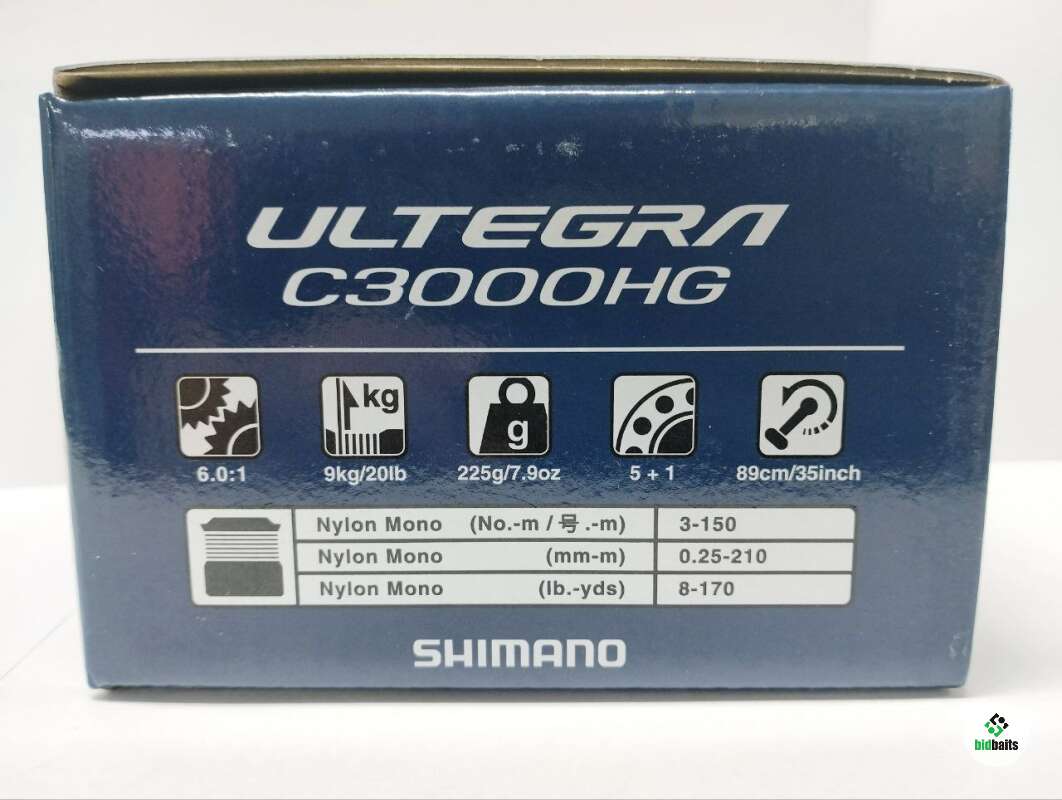 ULTEGRA
C3000HG
kg
g
6.0:1 9kg/20lb 225g/7.9oz 5 + 1 89cm/35inch
Nylon Mono (No.-m / 号 .-m) 3-150
Nylon Mono (mm-m) 0.25-210
Nylon Mono (lb.-yds) 8-170
SHIMANO
bidbaits